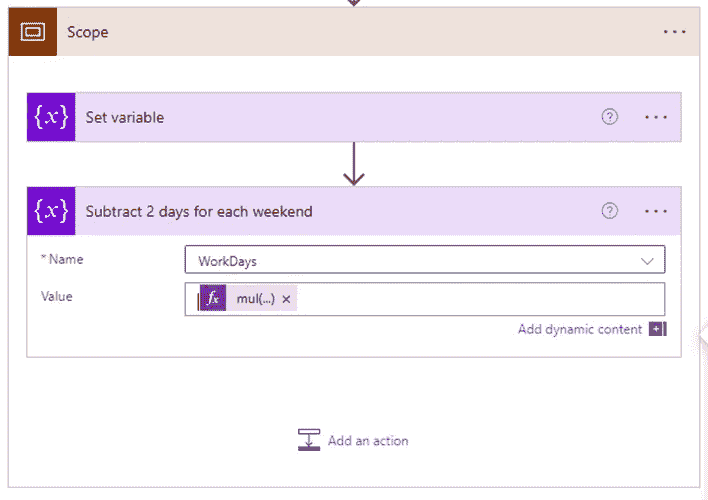 Scope
{x} Set variable
{x} Subtract 2 days for each weekend
* Name WorkDays
Value fx mul(...) ×
Add dynamic content +
Add an action